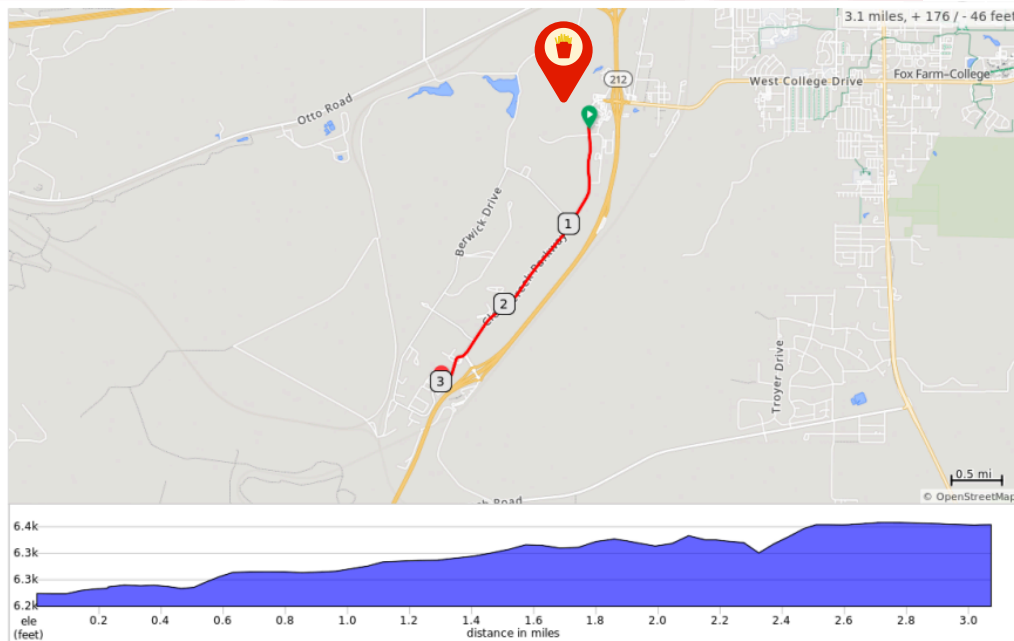 3.1 miles, + 176 / - 46 feet
212
West College Drive
Fox Farm–College
Otto Road
Berwick Drive
1
Parkway
2
3
Troyer Drive
0.5 mi
Road
© OpenStreetMap
6.4k
6.3k
6.3k
6.2k
ele
(feet)
0.2 0.4 0.6 0.8 1.0 1.2 1.4 1.6 1.8 2.0 2.2 2.4 2.6 2.8 3.0
distance in miles